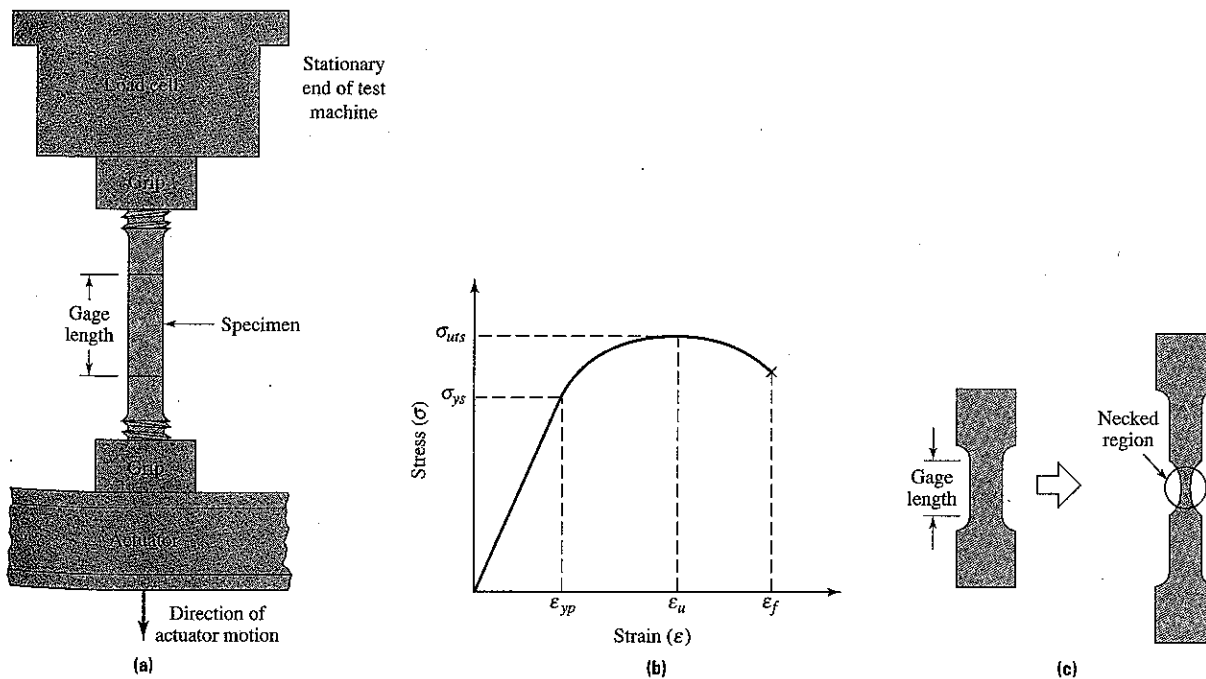 Load cell
Stationary
end of test
machine
Grip
Gage
length
Specimen
Grip
Actuator
Direction of
actuator motion
(a)
σuts
σys
Stress (σ)
εyp
εu
εf
Strain (ε)
(b)
Gage
length
Necked
region
(c)